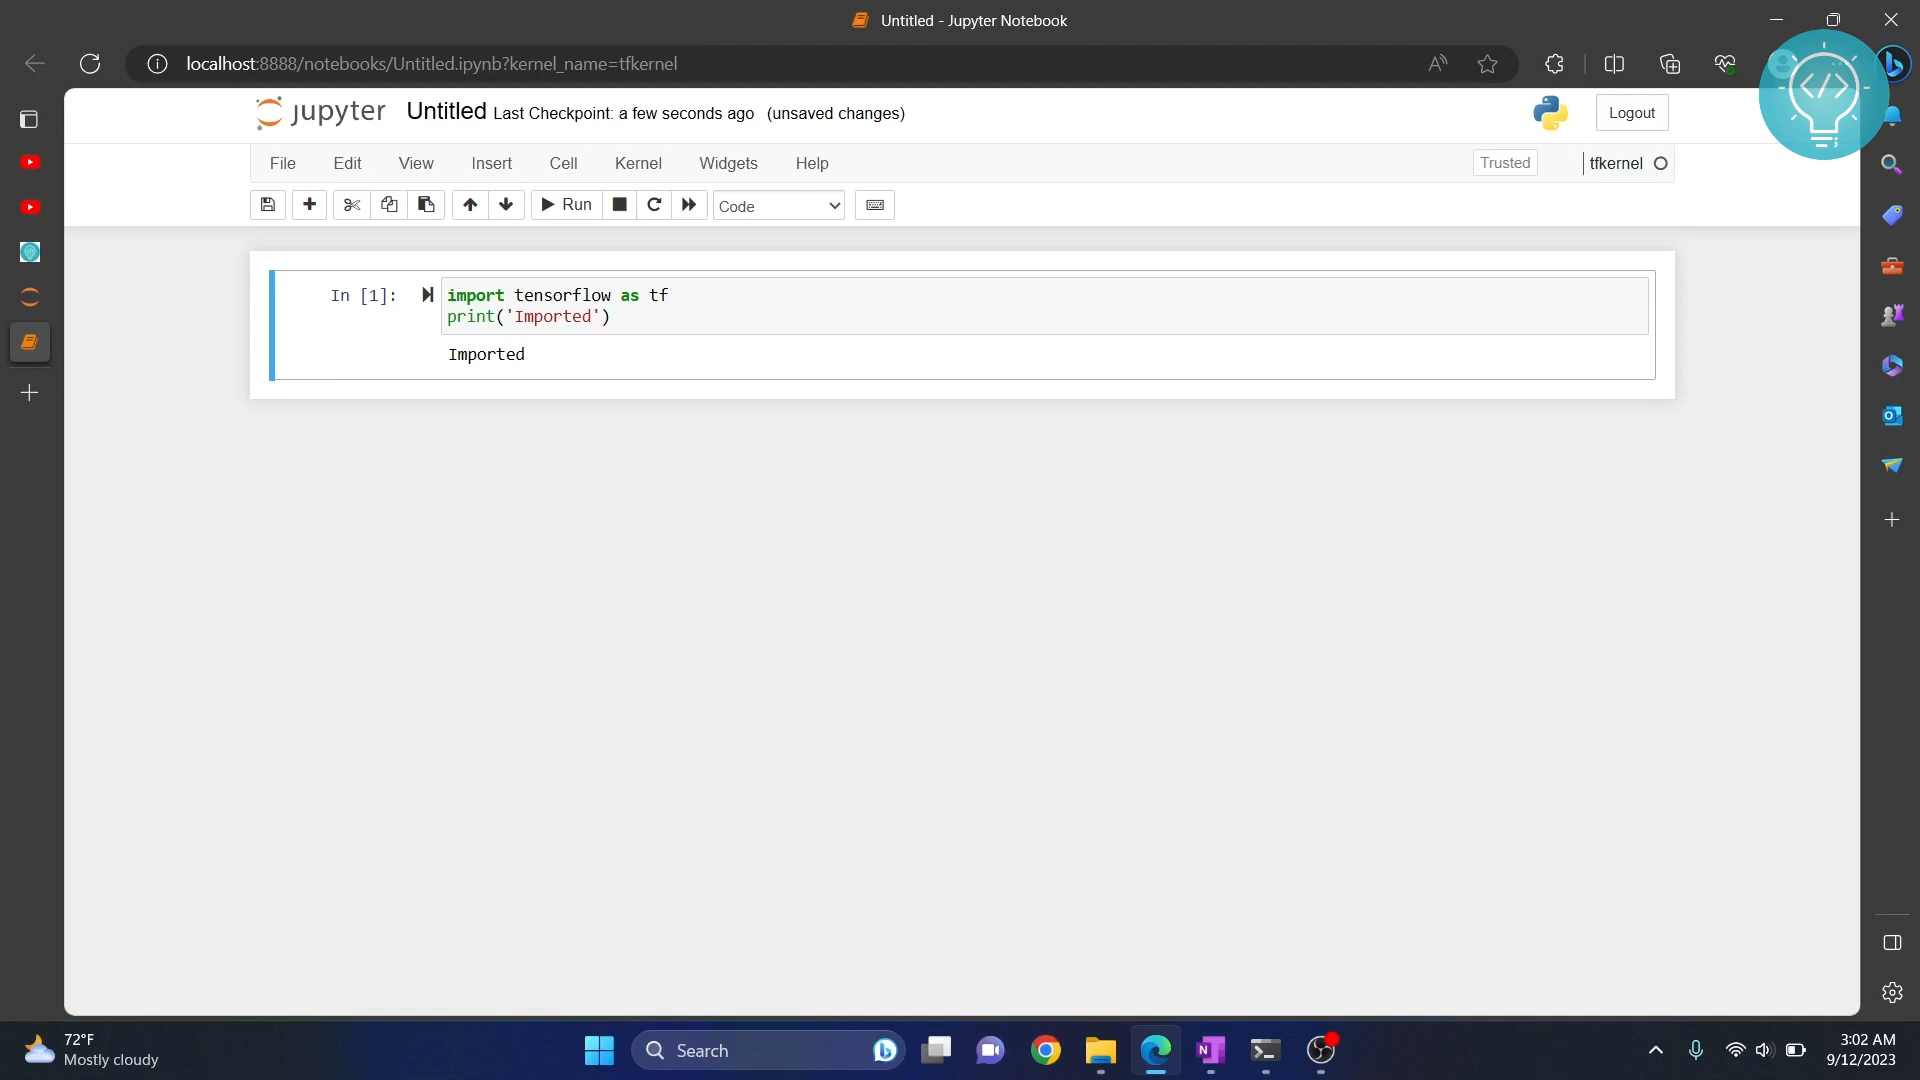 Untitled - Jupyter Notebook
localhost:8888/notebooks/Untitled.ipynb?kernel_name=tfkernel
jupyter Untitled Last Checkpoint: a few seconds ago (unsaved changes)
Logout
File Edit View Insert Cell Kernel Widgets Help
Trusted
tfkernel
Run
Code
In [1]:
import tensorflow as tf
print('Imported')
Imported
72°F
Mostly cloudy
Search
3:02 AM
9/12/2023